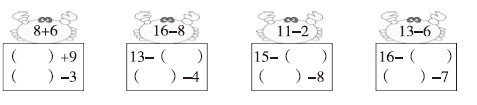 8+6
(   ) +9
(   ) −3
16−8
13− (   )
(   ) −4
11−2
15− (   )
(   ) −8
13−6
16− (   )
(   ) −7